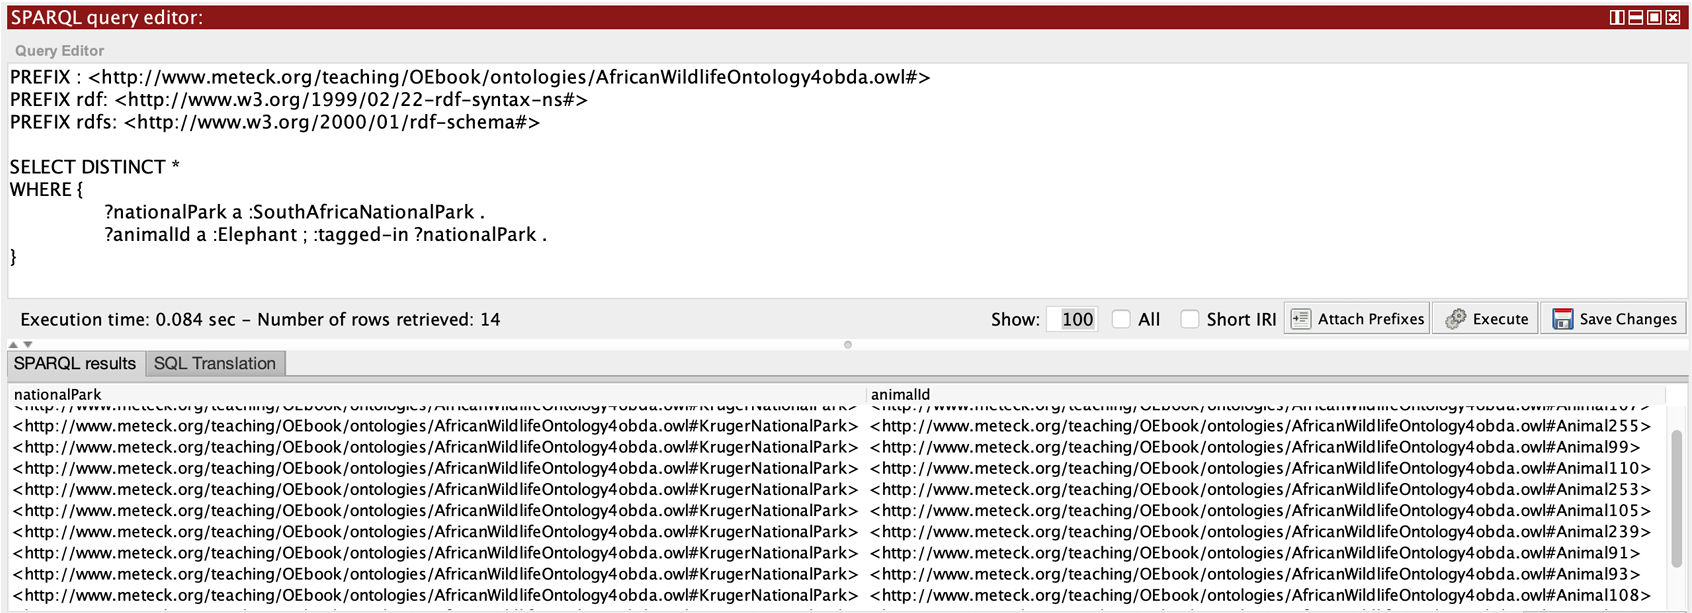 SPARQL query editor:
Query Editor
PREFIX : <http://www.meteck.org/teaching/OEbook/ontologies/AfricanWildlifeOntology4obda.owl#>
PREFIX rdf: <http://www.w3.org/1999/02/22-rdf-syntax-ns#>
PREFIX rdfs: <http://www.w3.org/2000/01/rdf-schema#>
SELECT DISTINCT *
WHERE {
?nationalPark a :SouthAfricaNationalPark .
?animalId a :Elephant ; :tagged-in ?nationalPark .
}
Execution time: 0.084 sec - Number of rows retrieved: 14 Show: 100 All Short IRI Attach Prefixes Execute Save Changes
SPARQL results SQL Translation
nationalPark animalId
<http://www.meteck.org/teaching/OEbook/ontologies/AfricanWildlifeOntology4obda.owl#KrugerNationalPark> <http://www.meteck.org/teaching/OEbook/ontologies/AfricanWildlifeOntology4obda.owl#Animal255>
<http://www.meteck.org/teaching/OEbook/ontologies/AfricanWildlifeOntology4obda.owl#KrugerNationalPark> <http://www.meteck.org/teaching/OEbook/ontologies/AfricanWildlifeOntology4obda.owl#Animal99>
<http://www.meteck.org/teaching/OEbook/ontologies/AfricanWildlifeOntology4obda.owl#KrugerNationalPark> <http://www.meteck.org/teaching/OEbook/ontologies/AfricanWildlifeOntology4obda.owl#Animal110>
<http://www.meteck.org/teaching/OEbook/ontologies/AfricanWildlifeOntology4obda.owl#KrugerNationalPark> <http://www.meteck.org/teaching/OEbook/ontologies/AfricanWildlifeOntology4obda.owl#Animal253>
<http://www.meteck.org/teaching/OEbook/ontologies/AfricanWildlifeOntology4obda.owl#KrugerNationalPark> <http://www.meteck.org/teaching/OEbook/ontologies/AfricanWildlifeOntology4obda.owl#Animal105>
<http://www.meteck.org/teaching/OEbook/ontologies/AfricanWildlifeOntology4obda.owl#KrugerNationalPark> <http://www.meteck.org/teaching/OEbook/ontologies/AfricanWildlifeOntology4obda.owl#Animal239>
<http://www.meteck.org/teaching/OEbook/ontologies/AfricanWildlifeOntology4obda.owl#KrugerNationalPark> <http://www.meteck.org/teaching/OEbook/ontologies/AfricanWildlifeOntology4obda.owl#Animal91>
<http://www.meteck.org/teaching/OEbook/ontologies/AfricanWildlifeOntology4obda.owl#KrugerNationalPark> <http://www.meteck.org/teaching/OEbook/ontologies/AfricanWildlifeOntology4obda.owl#Animal93>
<http://www.meteck.org/teaching/OEbook/ontologies/AfricanWildlifeOntology4obda.owl#KrugerNationalPark> <http://www.meteck.org/teaching/OEbook/ontologies/AfricanWildlifeOntology4obda.owl#Animal108>